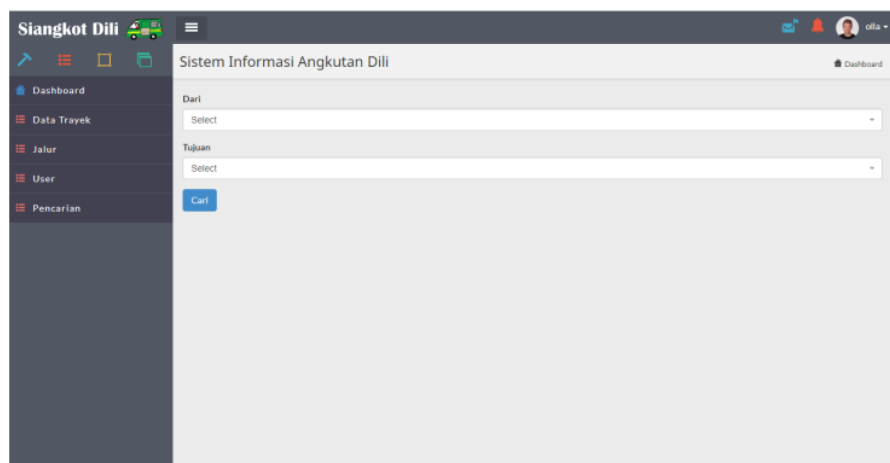 Siangkot Dili
olla
Sistem Informasi Angkutan Dili
Dashboard
Dashboard
Data Trayek
Jalur
User
Pencarian
Dari
Select
Tujuan
Select
Cari